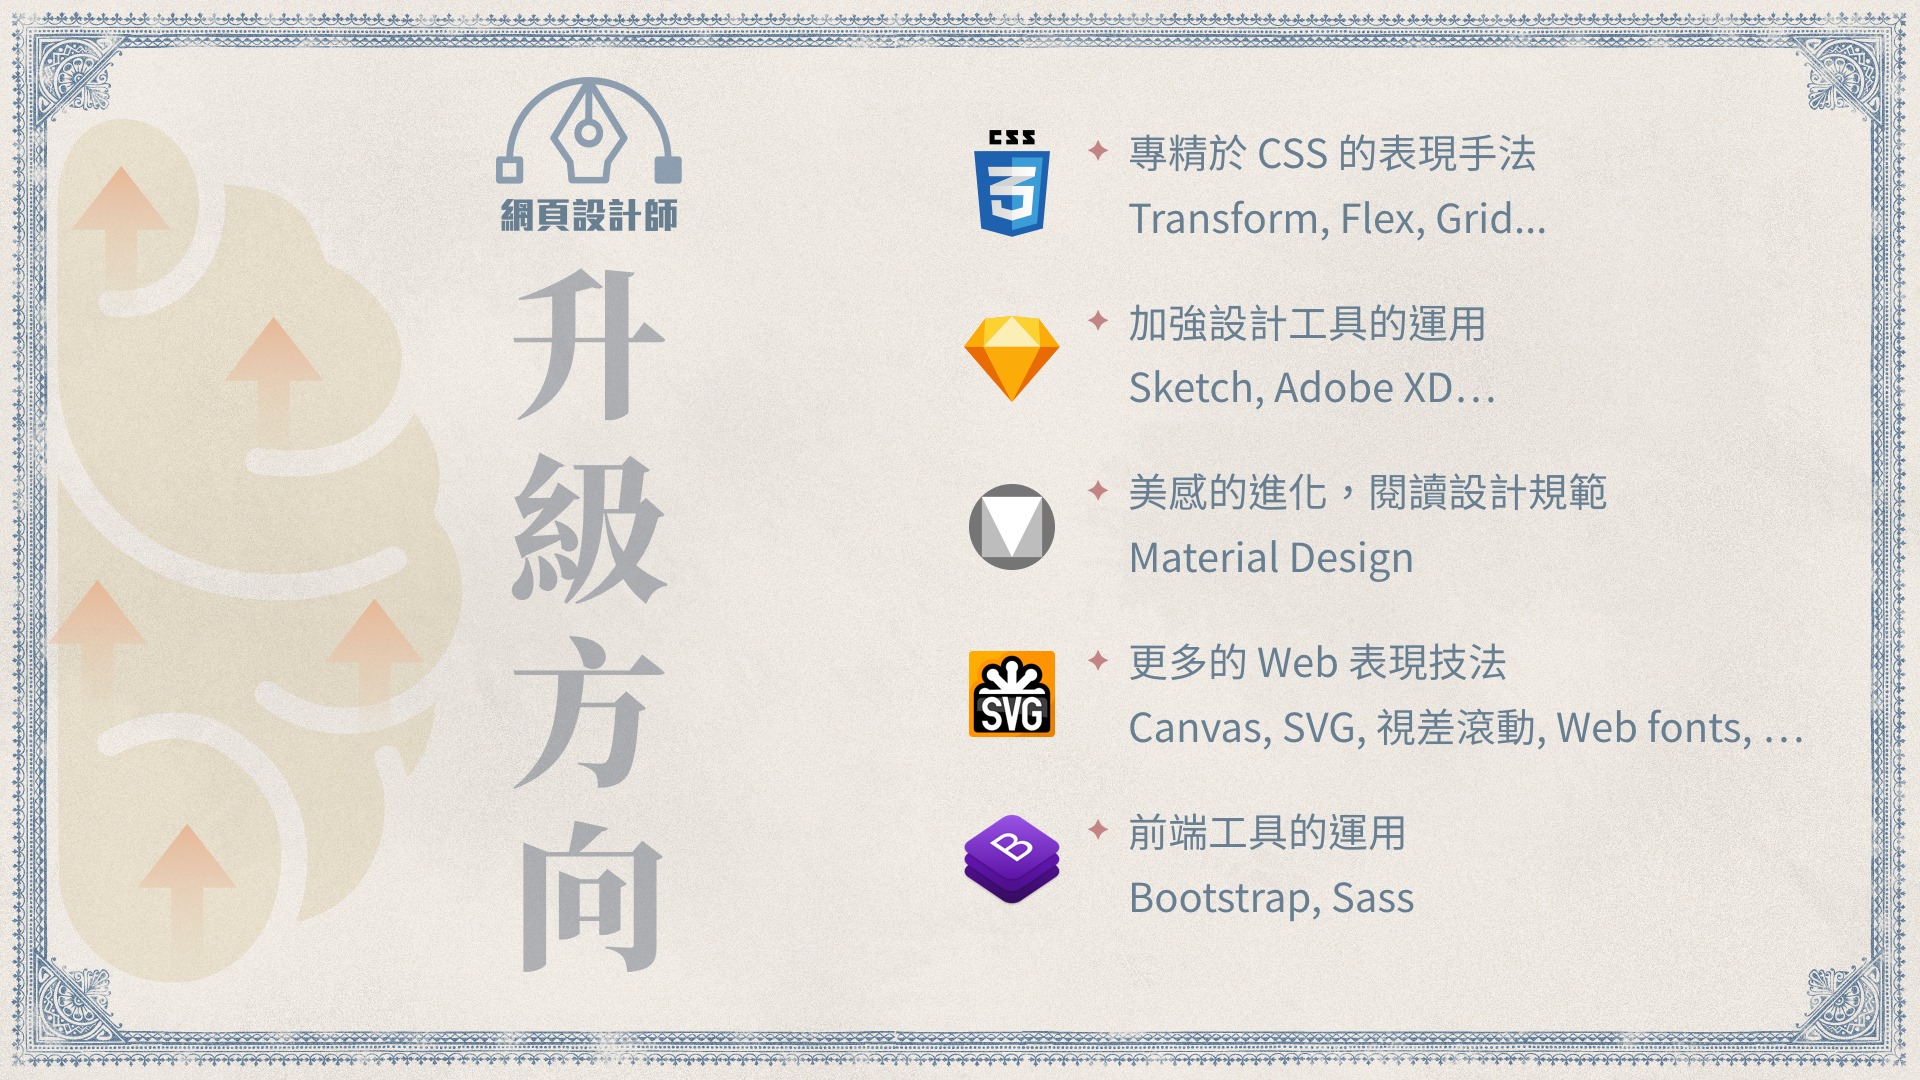 網頁設計師
升級方向
CSS
專精於 CSS 的表現手法
Transform, Flex, Grid...
加強設計工具的運用
Sketch, Adobe XD…
美感的進化，閱讀設計規範
Material Design
SVG
更多的 Web 表現技法
Canvas, SVG, 視差滾動, Web fonts, …
B
前端工具的運用
Bootstrap, Sass